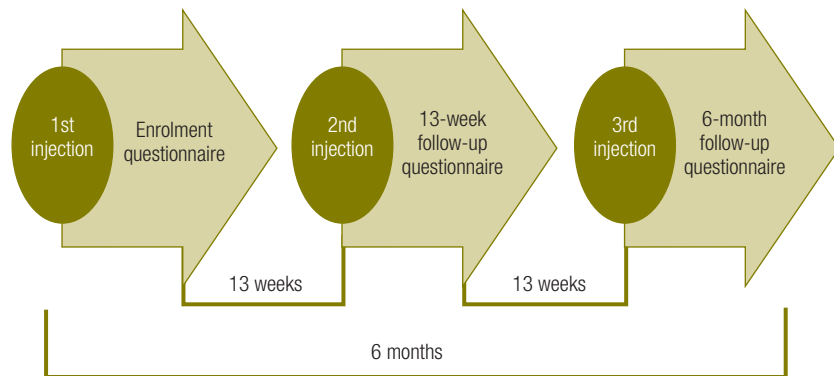 1st
injection
Enrolment
questionnaire
2nd
injection
13-week
follow-up
questionnaire
3rd
injection
6-month
follow-up
questionnaire
13 weeks
13 weeks
6 months